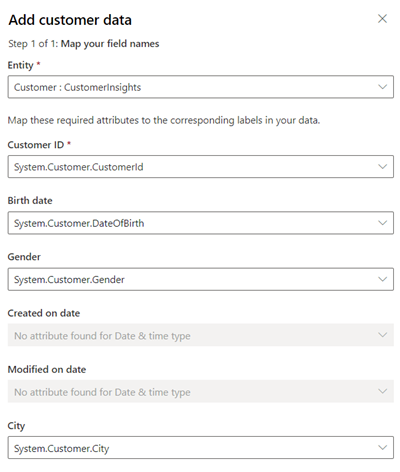 Add customer data
Step 1 of 1: Map your field names
Entity *
Customer : CustomerInsights
Map these required attributes to the corresponding labels in your data.
Customer ID *
System.Customer.CustomerId
Birth date
System.Customer.DateOfBirth
Gender
System.Customer.Gender
Created on date
No attribute found for Date & time type
Modified on date
No attribute found for Date & time type
City
System.Customer.City